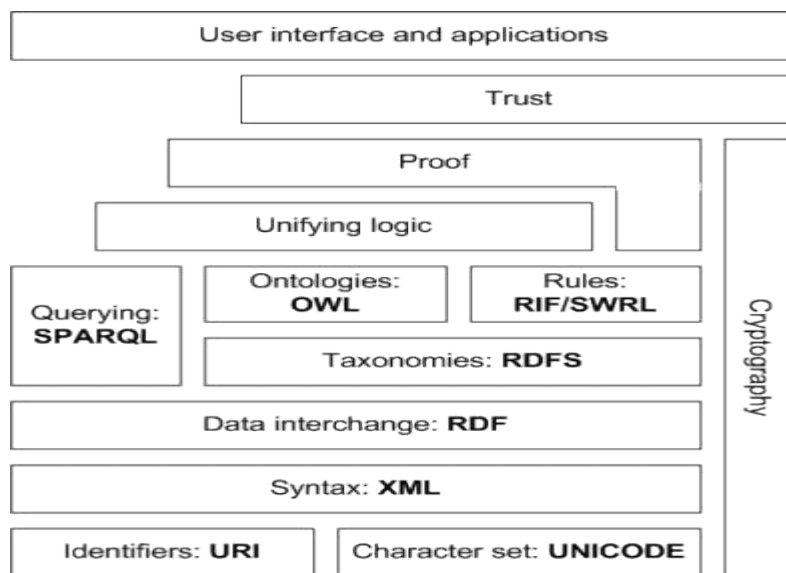 User interface and applications
Trust
Proof
Unifying logic
Querying:
SPARQL
Ontologies:
OWL
Rules:
RIF/SWRL
Taxonomies: RDFS
Cryptography
Data interchange: RDF
Syntax: XML
Identifiers: URI
Character set: UNICODE